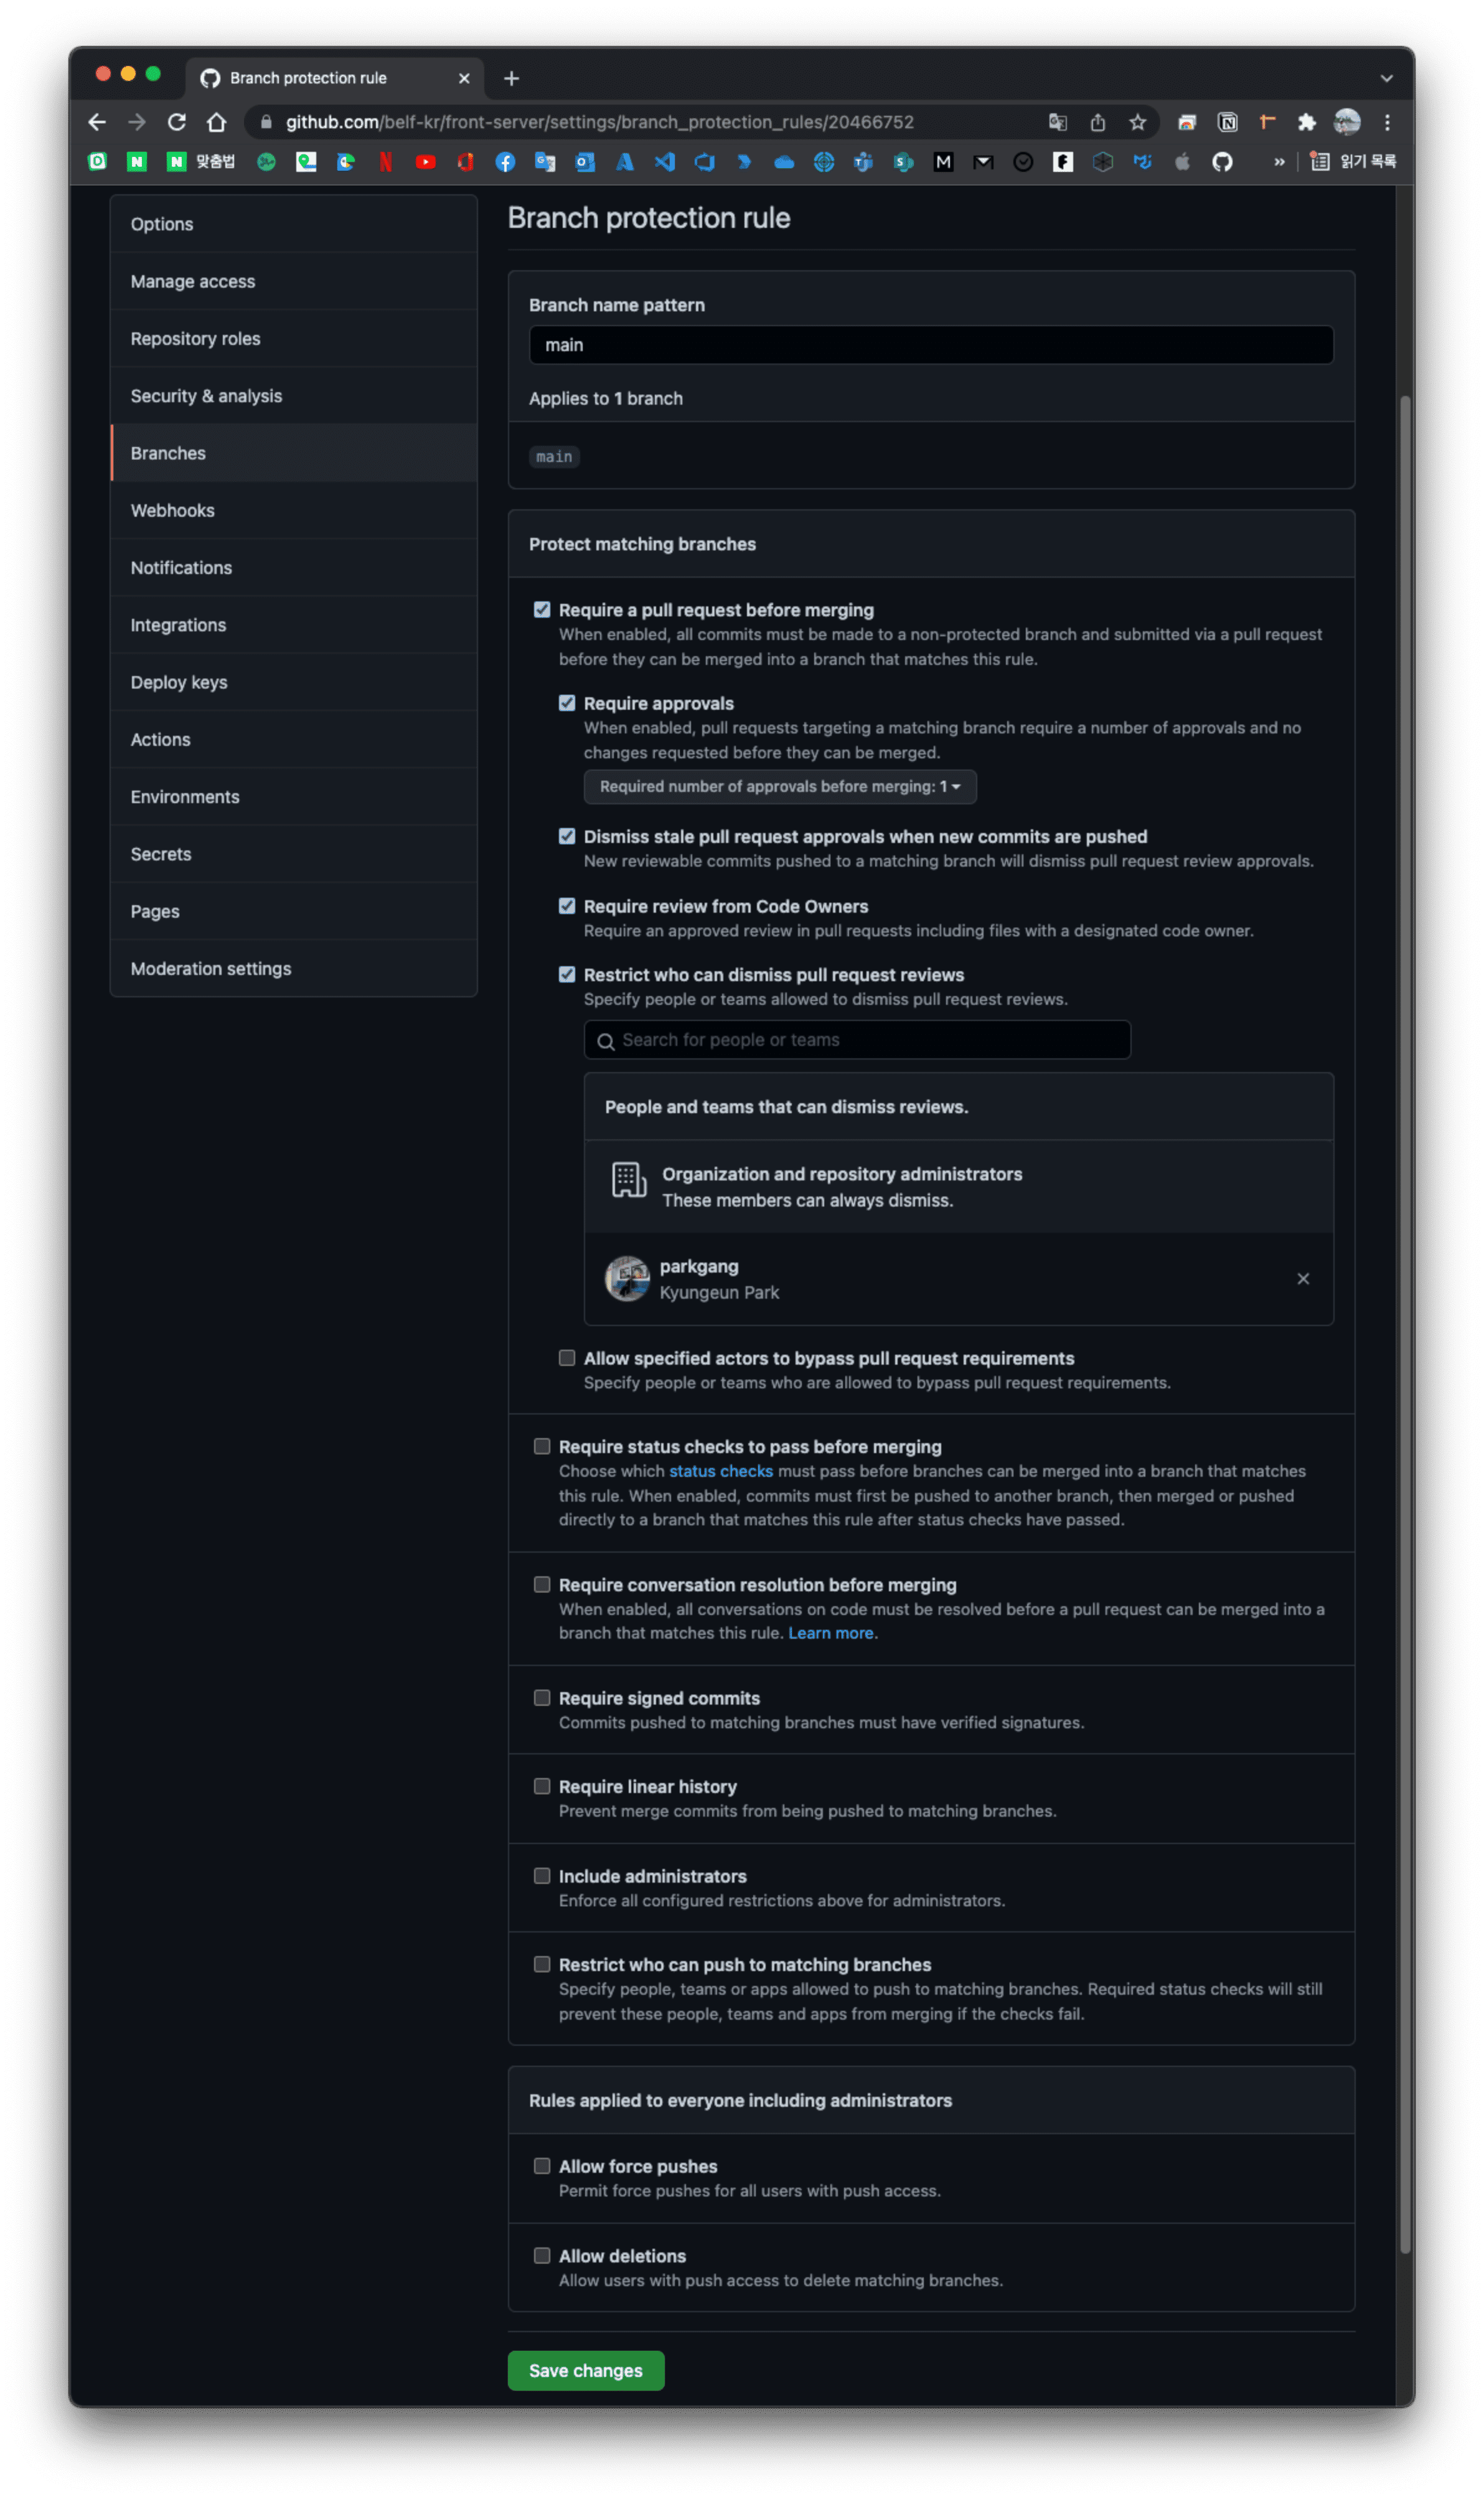 Branch protection rule
github.com/belf-kr/front-server/settings/branch_protection_rules/20466752
맞춤법
읽기 목록
Options
Manage access
Repository roles
Security & analysis
Branches
Webhooks
Notifications
Integrations
Deploy keys
Actions
Environments
Secrets
Pages
Moderation settings
Branch protection rule
Branch name pattern
main
Applies to 1 branch
main
Protect matching branches
Require a pull request before merging
When enabled, all commits must be made to a non-protected branch and submitted via a pull request
before they can be merged into a branch that matches this rule.
Require approvals
When enabled, pull requests targeting a matching branch require a number of approvals and no
changes requested before they can be merged.
Required number of approvals before merging: 1
Dismiss stale pull request approvals when new commits are pushed
New reviewable commits pushed to a matching branch will dismiss pull request review approvals.
Require review from Code Owners
Require an approved review in pull requests including files with a designated code owner.
Restrict who can dismiss pull request reviews
Specify people or teams allowed to dismiss pull request reviews.
Search for people or teams
People and teams that can dismiss reviews.
Organization and repository administrators
These members can always dismiss.
parkgang
Kyungeun Park
Allow specified actors to bypass pull request requirements
Specify people or teams who are allowed to bypass pull request requirements.
Require status checks to pass before merging
Choose which status checks must pass before branches can be merged into a branch that matches
this rule. When enabled, commits must first be pushed to another branch, then merged or pushed
directly to a branch that matches this rule after status checks have passed.
Require conversation resolution before merging
When enabled, all conversations on code must be resolved before a pull request can be merged into a
branch that matches this rule. Learn more.
Require signed commits
Commits pushed to matching branches must have verified signatures.
Require linear history
Prevent merge commits from being pushed to matching branches.
Include administrators
Enforce all configured restrictions above for administrators.
Restrict who can push to matching branches
Specify people, teams or apps allowed to push to matching branches. Required status checks will still
prevent these people, teams and apps from merging if the checks fail.
Rules applied to everyone including administrators
Allow force pushes
Permit force pushes for all users with push access.
Allow deletions
Allow users with push access to delete matching branches.
Save changes